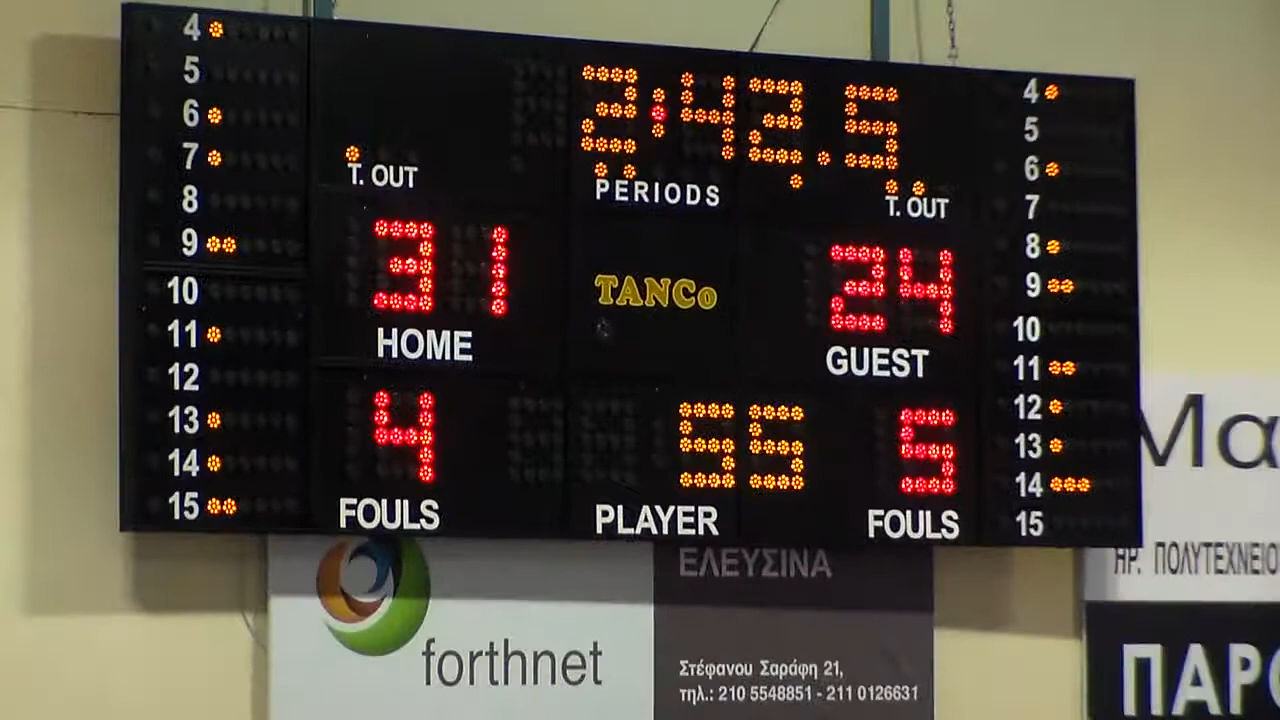 4
5
6
7
8
9
10
11
12
13
14
15
2:42.5
T. OUT
PERIODS
T. OUT
31
TANCo
24
HOME
GUEST
4
55
5
FOULS
PLAYER
FOULS
4
5
6
7
8
9
10
11
12
13
14
15
forthnet
ΕΛΕΥΣΙΝΑ
Στέφανου Σαράφη 21,
τηλ.: 210 5548851 - 211 0126631
Μα
ΗΡ. ΠΟΛΥΤΕΧΝΕΙΟ
ΠΑΡΟ